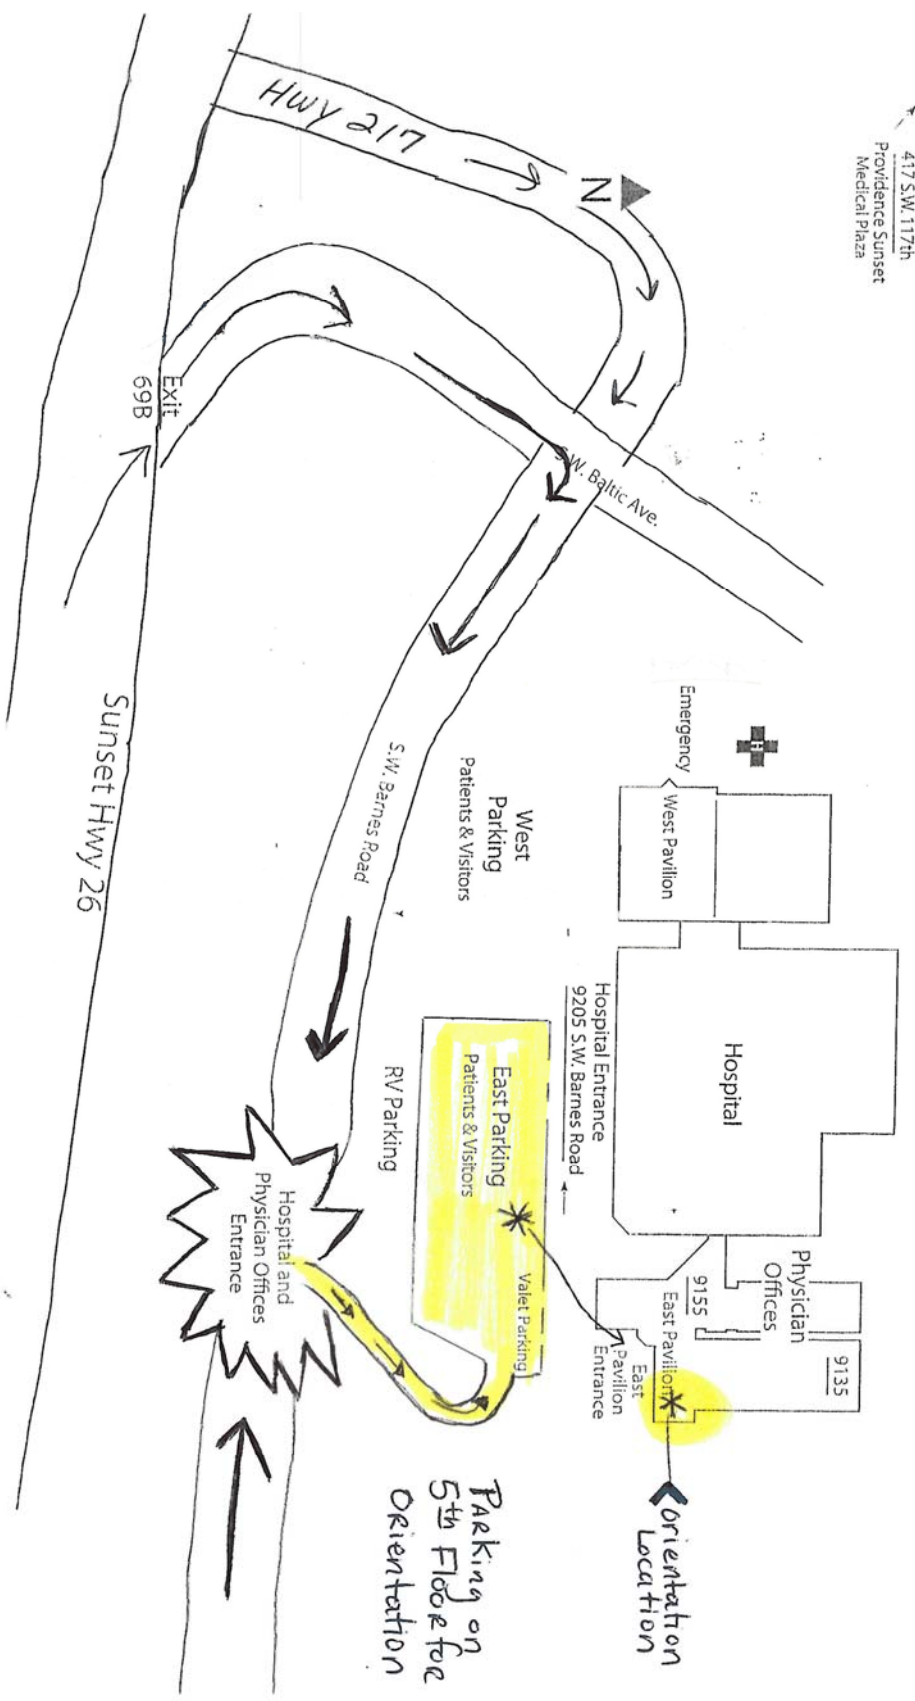 417 S.W. 117th
Providence Sunset
Medical Plaza
N
Hwy 217
S.W. Baltic Ave.
Exit
69B
Sunset Hwy 26
S.W. Barnes Road
Emergency
H
West Pavilion
Hospital
West
Parking
Patients & Visitors
Hospital Entrance
9205 S.W. Barnes Road
East Parking
Patients & Visitors
Valet Parking
RV Parking
Physician
Offices
9155
East Pavilion
9135
East
Pavilion
Entrance
Hospital and
Physician Offices
Entrance
Orientation
Location
Parking on
5th Floor for
Orientation